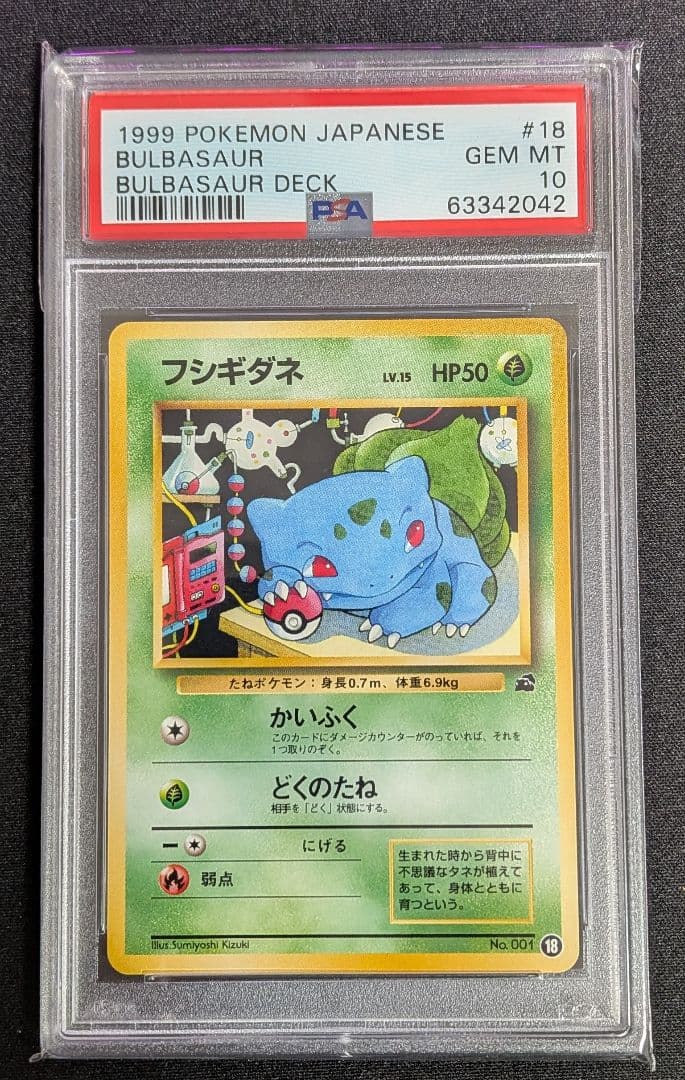 1999 POKEMON JAPANESE #18
BULBASAUR GEM MT
BULBASAUR DECK 10
PSA 63342042
フシギダネ LV.15 HP50
たねポケモン：身長0.7m、体重6.9kg
かいふく
このカードにダメージカウンターがのっていれば、それを
1つ取りのぞく。
どくのたね
相手を「どく」状態にする。
にげる
弱点
生まれた時から背中に
不思議なタネが植えて
あって、身体とともに
育つという。
Illus. Sumiyoshi Kizuki No. 001 18